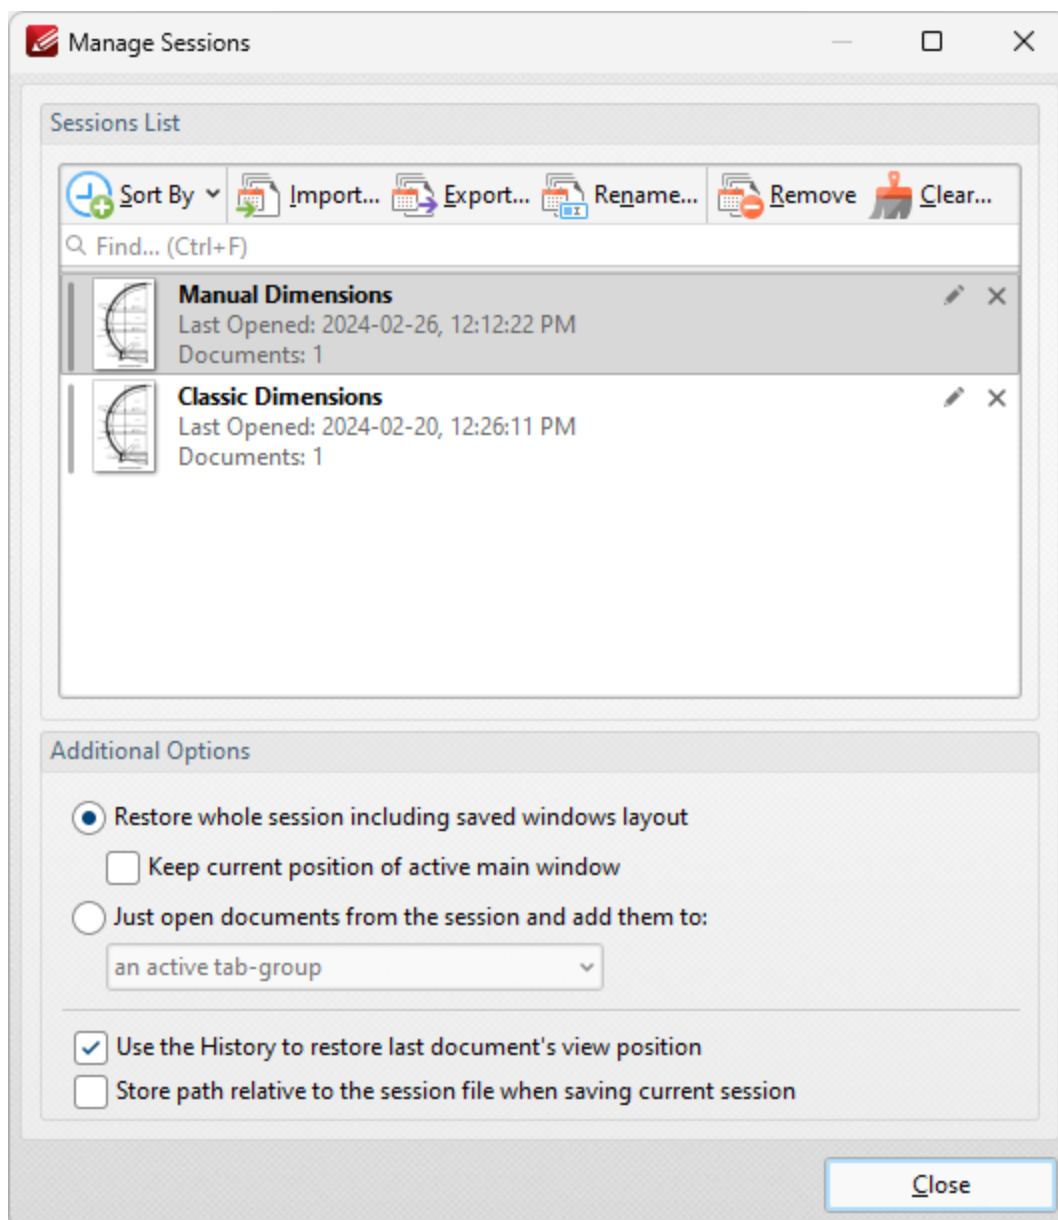 Manage Sessions
Sessions List
Sort By Import... Export... Rename... Remove Clear...
Find... (Ctrl+F)
Manual Dimensions
Last Opened: 2024-02-26, 12:12:22 PM
Documents: 1
Classic Dimensions
Last Opened: 2024-02-20, 12:26:11 PM
Documents: 1
Additional Options
Restore whole session including saved windows layout
Keep current position of active main window
Just open documents from the session and add them to:
an active tab-group
Use the History to restore last document's view position
Store path relative to the session file when saving current session
Close